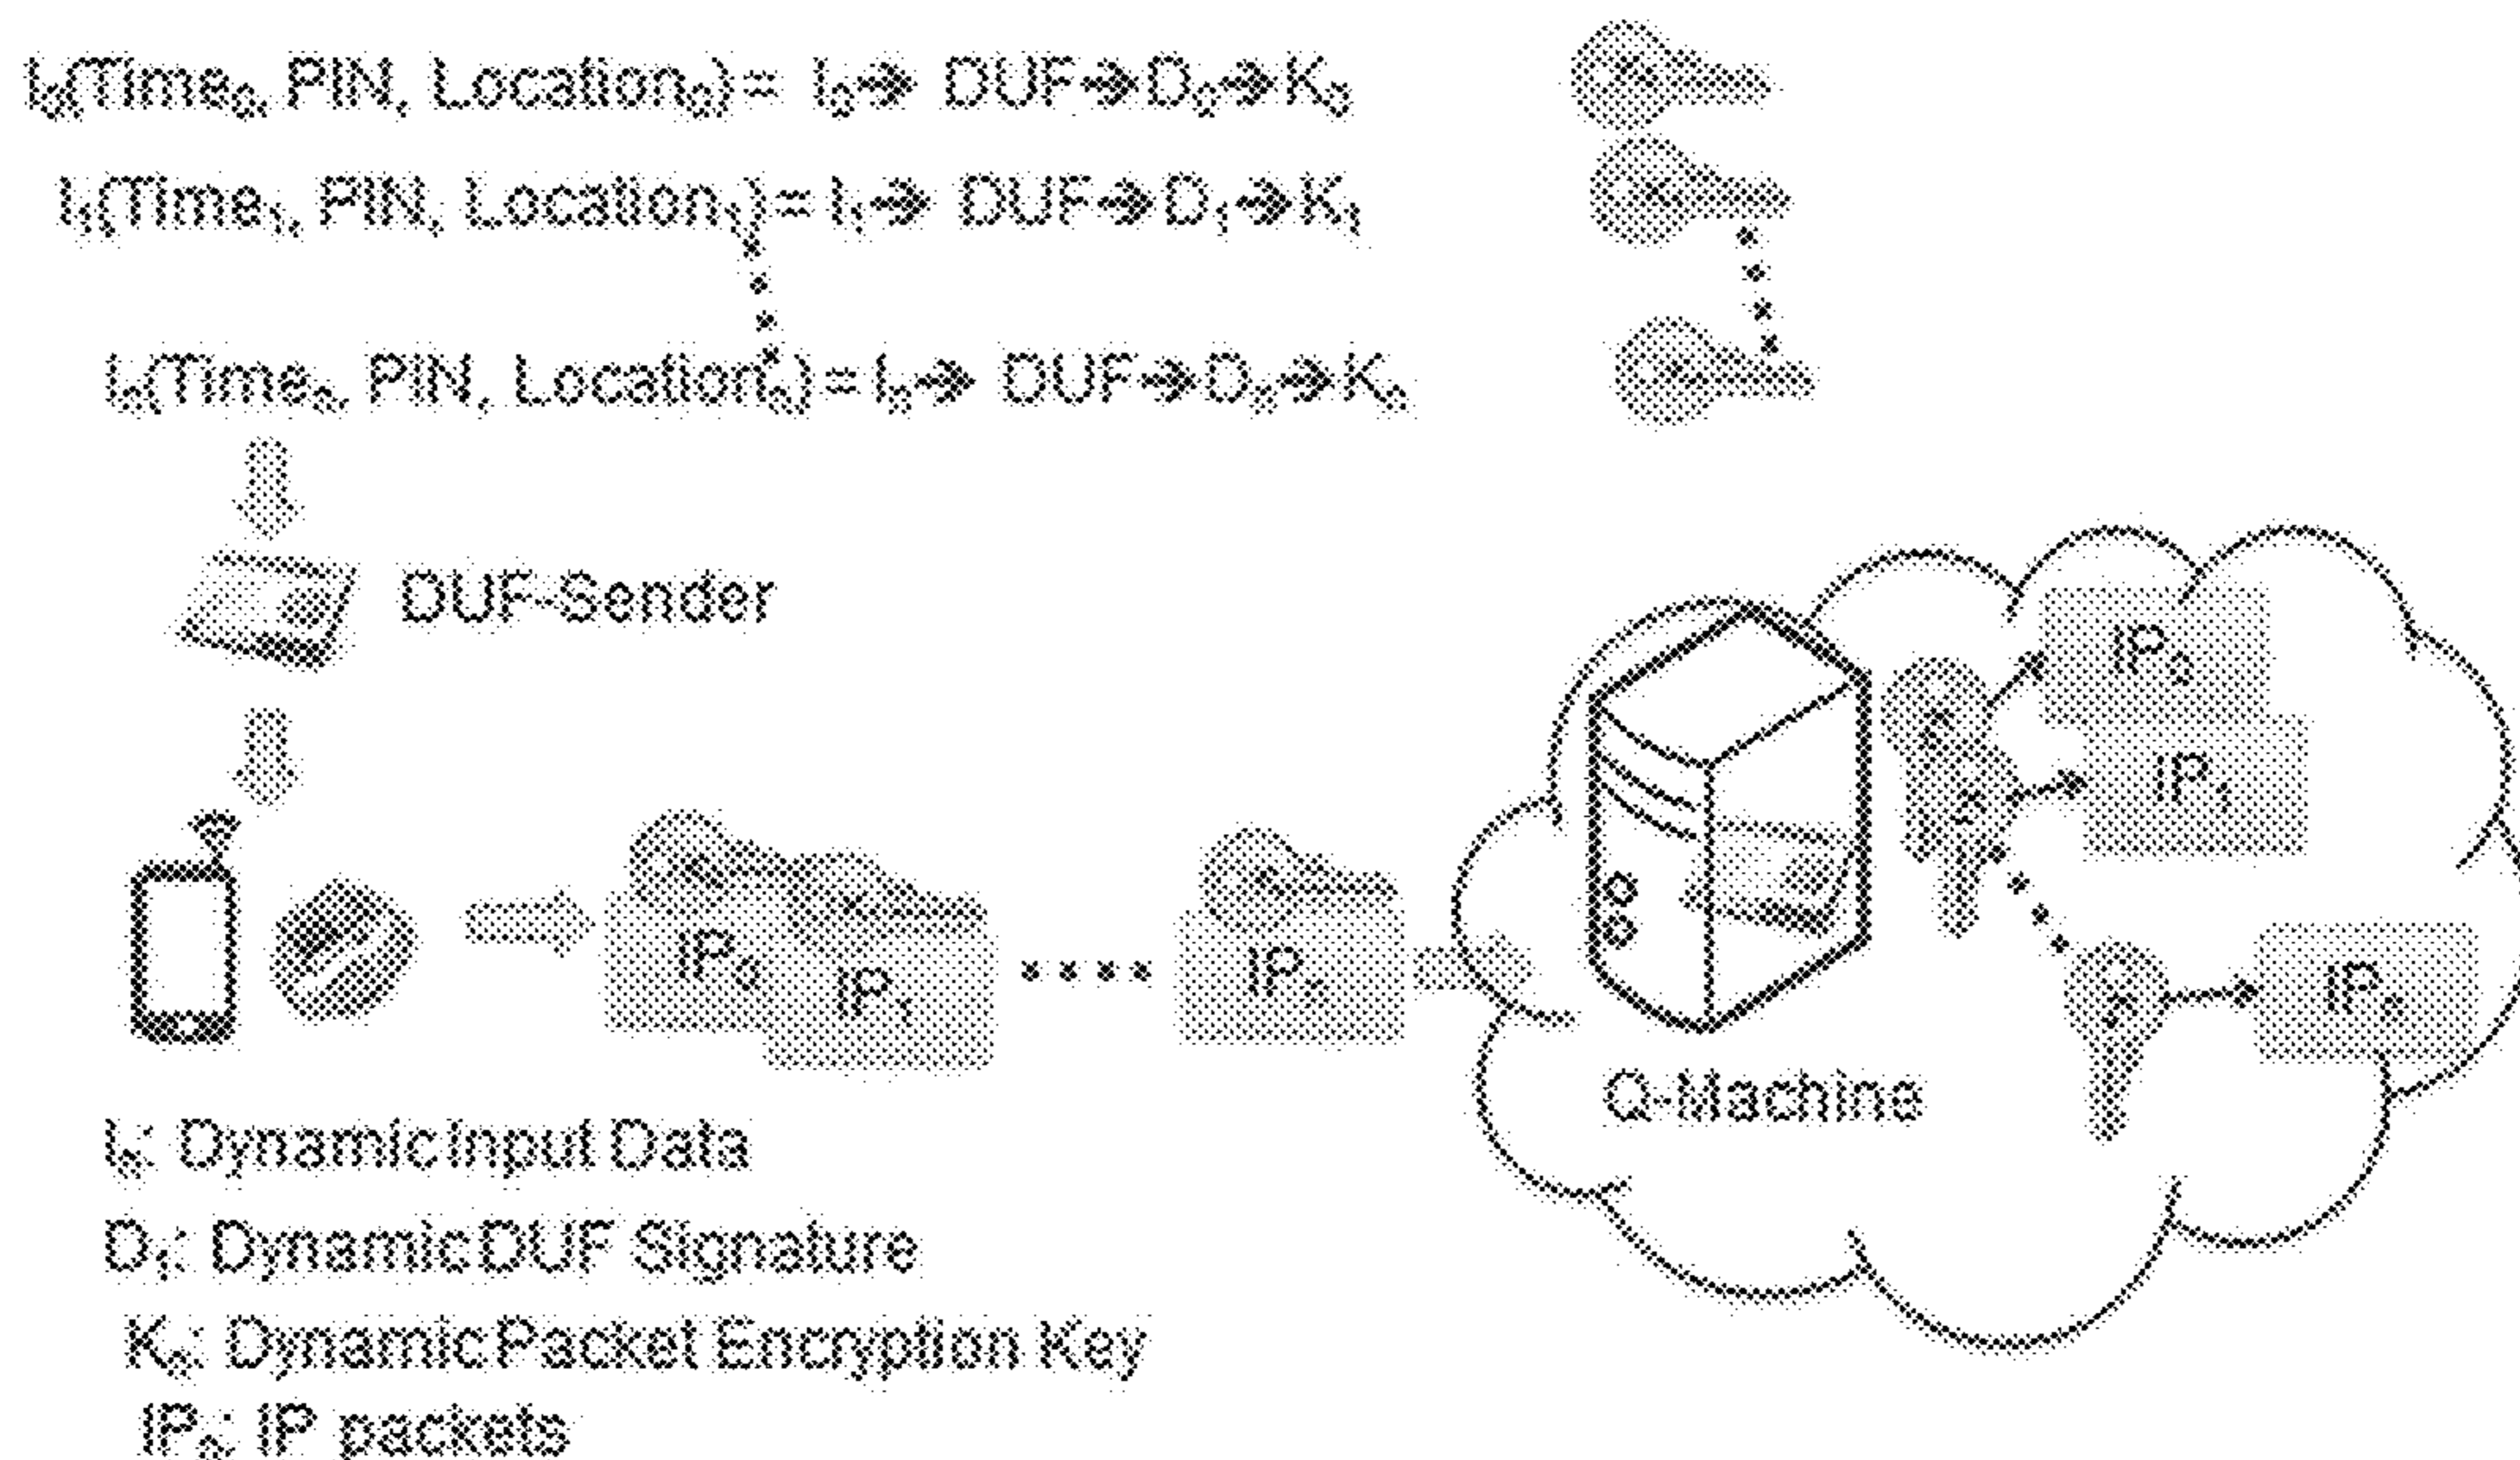 I₀(Time₀, PIN, Location₀) = I₀→ DUF→D₀→K₀
I₁(Time₁, PIN, Location₁) = I₁→ DUF→D₁→K₁
Iₙ(Timeₙ, PIN, Locationₙ) = Iₙ→ DUF→Dₙ→Kₙ
DUF-Sender
IP₀
IP₁
IPₙ
IP₀
IP₁
IPₙ
Q-Machine
Iₙ: Dynamic Input Data
D₁: Dynamic DUF Signature
Kₙ: Dynamic Packet Encryption Key
IPₙ: IP packets